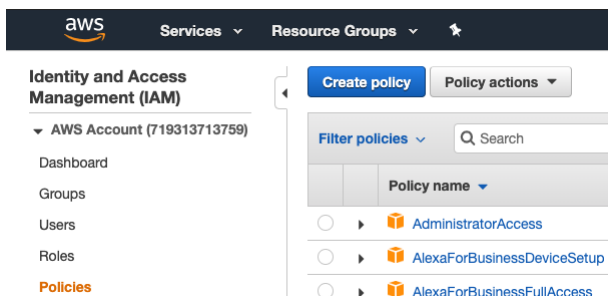 aws Services Resource Groups
Identity and Access
Management (IAM)
AWS Account (719313713759)
Dashboard
Groups
Users
Roles
Policies
Create policy Policy actions
Filter policies Search
Policy name
AdministratorAccess
AlexaForBusinessDeviceSetup
AlexaForBusinessFullAccess